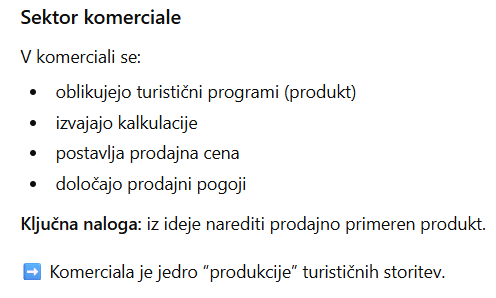 Sektor komerciale
V komerciali se:
• oblikujejo turistični programi (produkt)
• izvajajo kalkulacije
• postavlja prodajna cena
• določajo prodajni pogoji
Ključna naloga: iz ideje narediti prodajno primeren produkt.
➡️ Komerciala je jedro “produkcije” turističnih storitev.